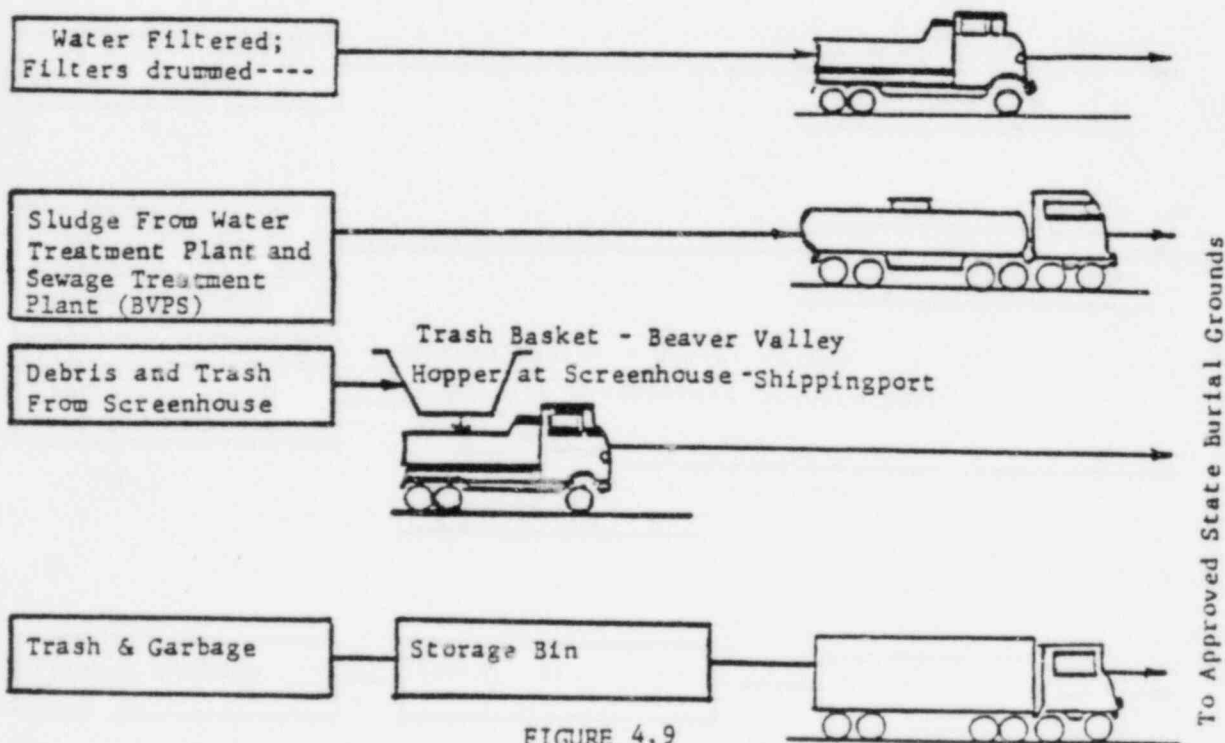 Water Filtered;
Filters drummed----
Sludge From Water
Treatment Plant and
Sewage Treatment
Plant (BVPS)
Debris and Trash
From Screenhouse
Trash Basket - Beaver Valley
Hopper at Screenhouse -Shippingport
Trash & Garbage
Storage Bin
To Approved State Burial Grounds
FIGURE 4.9